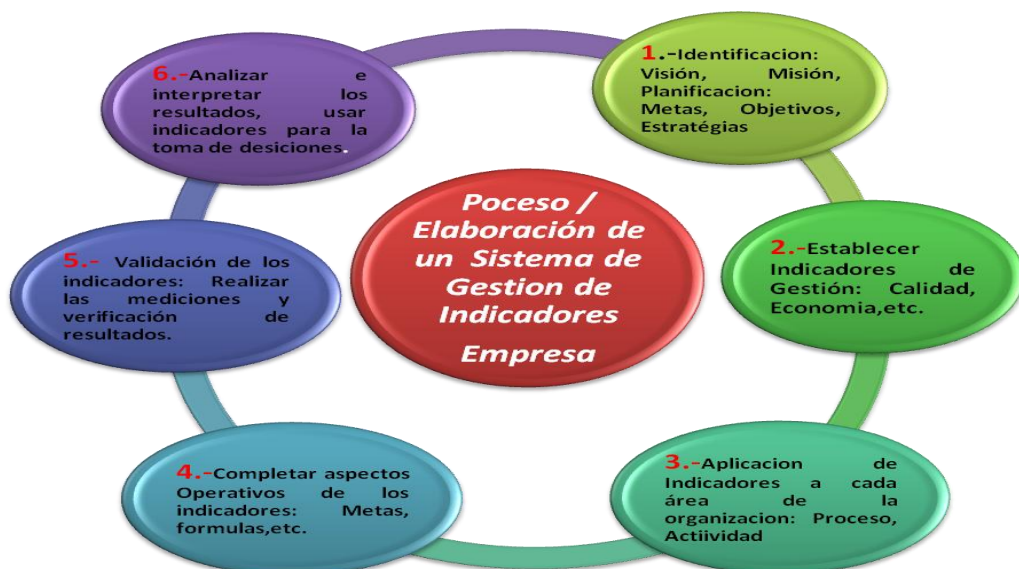 Poceso /
Elaboración de
un Sistema de
Gestion de
Indicadores
Empresa
1.-Identificacion:
Visión, Misión,
Planificacion:
Metas, Objetivos,
Estratégias
2.-Establecer
Indicadores de
Gestión: Calidad,
Economia,etc.
3.-Aplicacion de
Indicadores a cada
área de la
organizacion: Proceso,
Actiividad
4.-Completar aspectos
Operativos de los
indicadores: Metas,
formulas,etc.
5.- Validación de los
indicadores: Realizar
las mediciones y
verificación de
resultados.
6.-Analizar e
interpretar los
resultados, usar
indicadores para la
toma de desiciones.